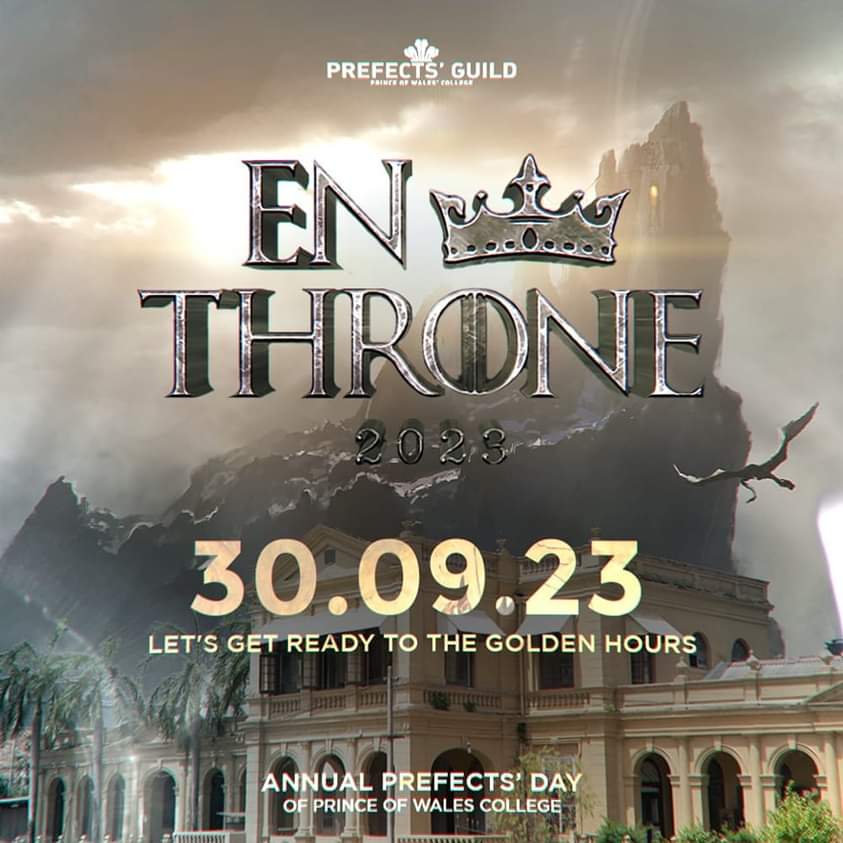 PREFECTS' GUILD
PRINCE OF WALES' COLLEGE
EN
THRONE
2023
30.09.23
LET'S GET READY TO THE GOLDEN HOURS
ANNUAL PREFECTS' DAY
OF PRINCE OF WALES COLLEGE